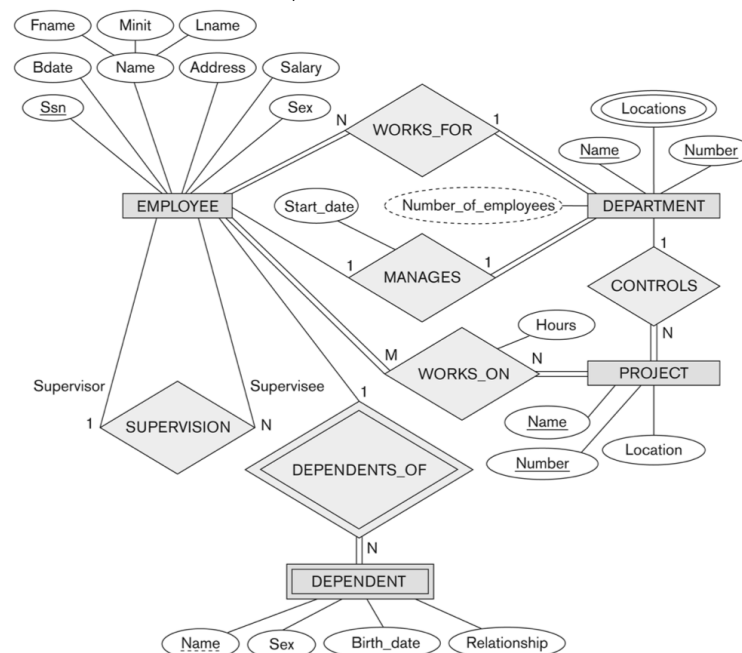 Fname
Minit
Lname
Bdate
Name
Address
Salary
Ssn
Sex
N
WORKS_FOR
1
Locations
Name
Number
EMPLOYEE
Start_date
Number_of_employees
DEPARTMENT
1
MANAGES
1
1
CONTROLS
N
Hours
M
WORKS_ON
N
PROJECT
Supervisor
Supervisee
1
SUPERVISION
N
1
Name
Number
Location
DEPENDENTS_OF
N
DEPENDENT
Name
Sex
Birth_date
Relationship